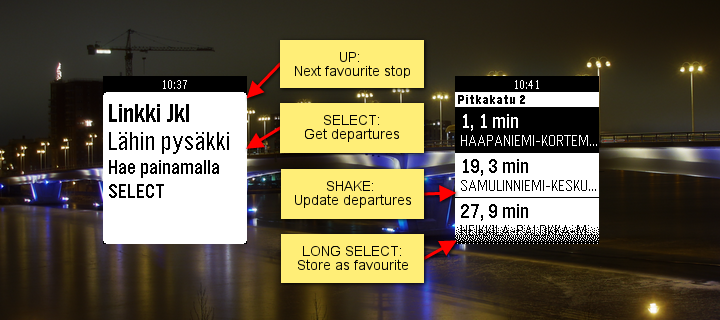 10:37
Linkki Jkl
Lähin pysäkki
Hae painamalla
SELECT
UP:
Next favourite stop
SELECT:
Get departures
SHAKE:
Update departures
LONG SELECT:
Store as favourite
10:41
Pitkakatu 2
1, 1 min
HAAPANIEMI-KORTEM...
19, 3 min
SAMULINNIEMI-KESKU...
27, 9 min
HEIKKILA-PALOKKA-M...